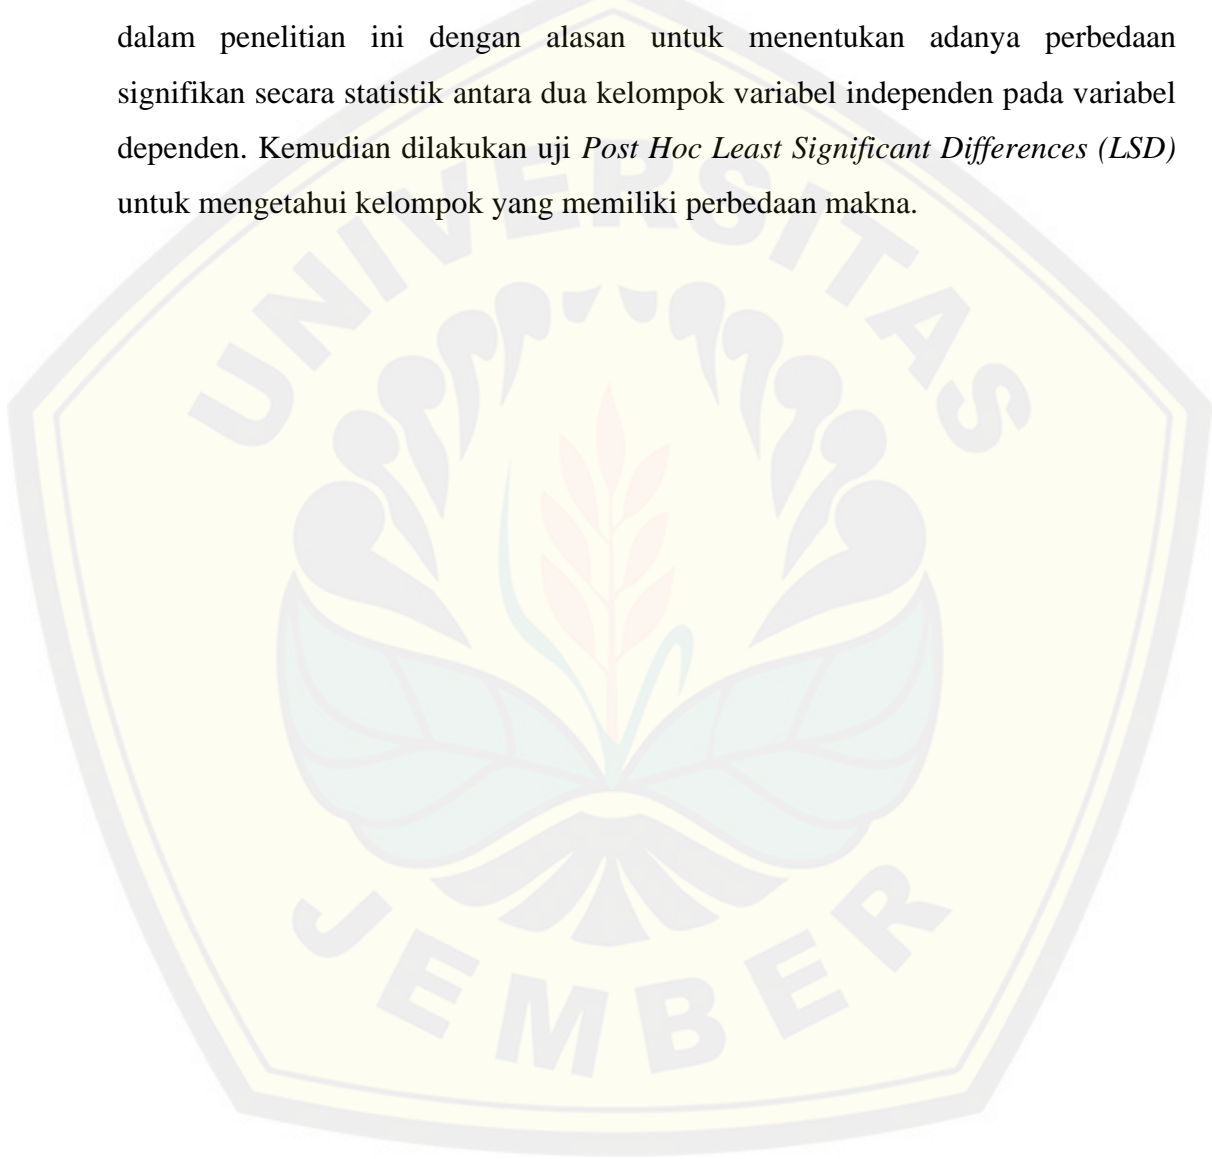 dalam penelitian ini dengan alasan untuk menentukan adanya perbedaan
signifikan secara statistik antara dua kelompok variabel independen pada variabel
dependen. Kemudian dilakukan uji Post Hoc Least Significant Differences (LSD)
untuk mengetahui kelompok yang memiliki perbedaan makna.
UNIVERSITAS
JEMBER